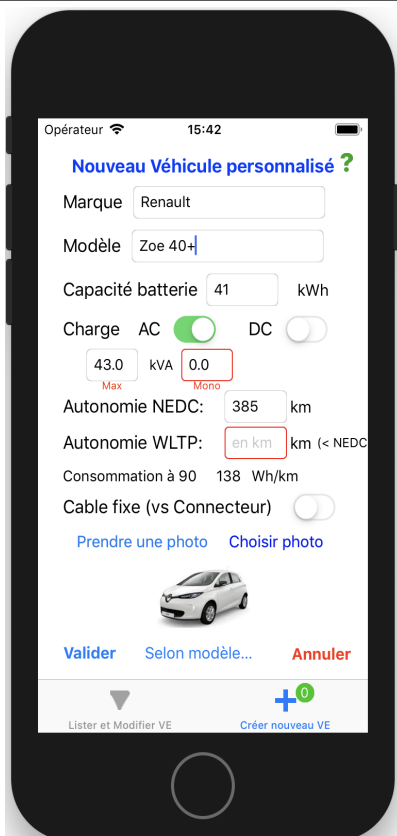 Opérateur 15:42
Nouveau Véhicule personnalisé ?
Marque Renault
Modèle Zoe 40+
Capacité batterie 41 kWh
Charge AC DC
43.0 kVA 0.0
Max Mono
Autonomie NEDC: 385 km
Autonomie WLTP: en km km (< NEDC
Consommation à 90 138 Wh/km
Cable fixe (vs Connecteur)
Prendre une photo Choisir photo
Valider Selon modèle... Annuler
0
Lister et Modifier VE Créer nouveau VE